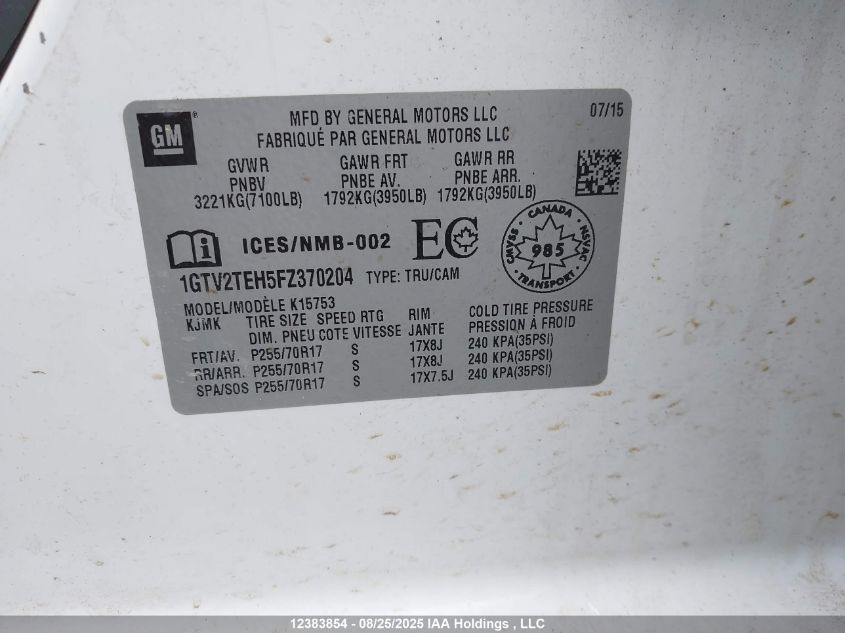 GM
MFD BY GENERAL MOTORS LLC 07/15
FABRIQUÉ PAR GENERAL MOTORS LLC
GVWR GAWR FRT GAWR RR
PNBV PNBE AV. PNBE ARR.
3221KG(7100LB) 1792KG(3950LB) 1792KG(3950LB)
i ICES/NMB-002 EC
CANADA
CMVSS 985 NSVAC
1GTV2TEH5FZ370204 TYPE: TRU/CAM
MODEL/MODÈLE K15753
KJMK TIRE SIZE SPEED RTG RIM COLD TIRE PRESSURE
DIM. PNEU COTE VITESSE JANTE PRESSION À FROID
FRT/AV. P255/70R17 S 17X8J 240 KPA(35PSI)
RR/ARR. P255/70R17 S 17X8J 240 KPA(35PSI)
SPA/SOS P255/70R17 S 17X7.5J 240 KPA(35PSI)
12383854 - 08/25/2025 IAA Holdings , LLC